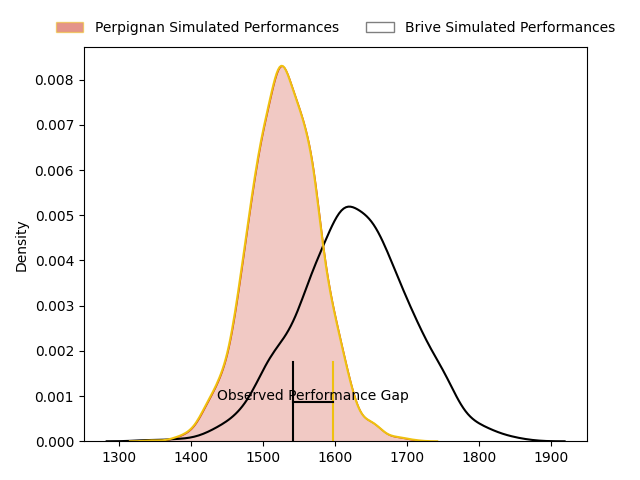 Perpignan Simulated Performances
Brive Simulated Performances
Density
0.008
0.007
0.006
0.005
0.004
0.003
0.002
0.001
0.000
Observed Performance Gap
1300 1400 1500 1600 1700 1800 1900